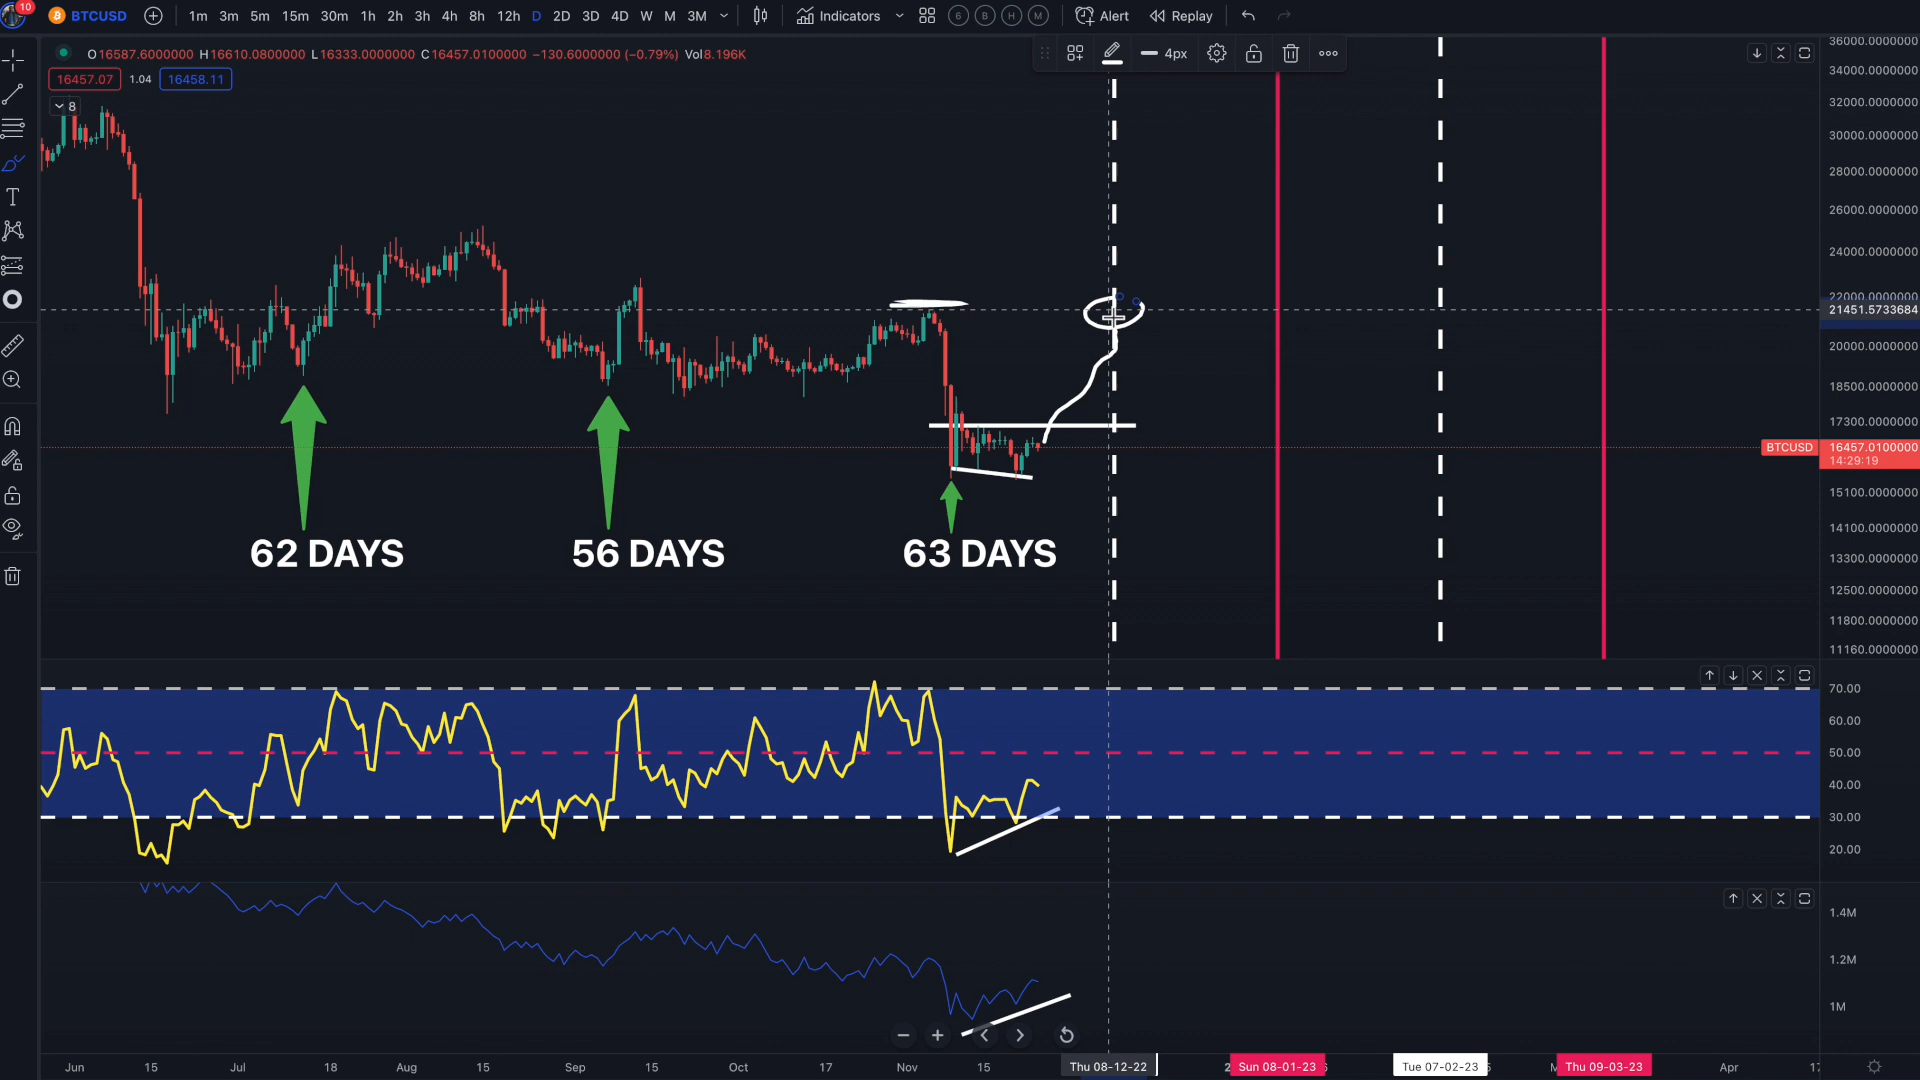 10
BTCUSD 1m 3m 5m 15m 30m 1h 2h 3h 4h 8h 12h D 2D 3D 4D W M 3M Indicators 6 B H M Alert Replay
O16587.6000000 H16610.0800000 L16333.0000000 C16457.0100000 −130.6000000 (−0.79%) Vol8.196K
4px
16457.07 1.04 16458.11
8
T
36000.0000000
34000.0000000
32000.0000000
30000.0000000
28000.0000000
26000.0000000
24000.0000000
22000.0000000
21451.5733684
20000.0000000
18500.0000000
17300.0000000
BTCUSD 16457.0100000
14:29:19
15100.0000000
14100.0000000
13300.0000000
12500.0000000
11800.0000000
11160.0000000
62 DAYS 56 DAYS 63 DAYS
70.00
60.00
50.00
40.00
30.00
20.00
1.4M
1.2M
1M
Jun 15 Jul 18 Aug 15 Sep 15 Oct 17 Nov 15 Thu 08-12-22 2 Sun 08-01-23 Tue 07-02-23 Thu 09-03-23 Apr 17